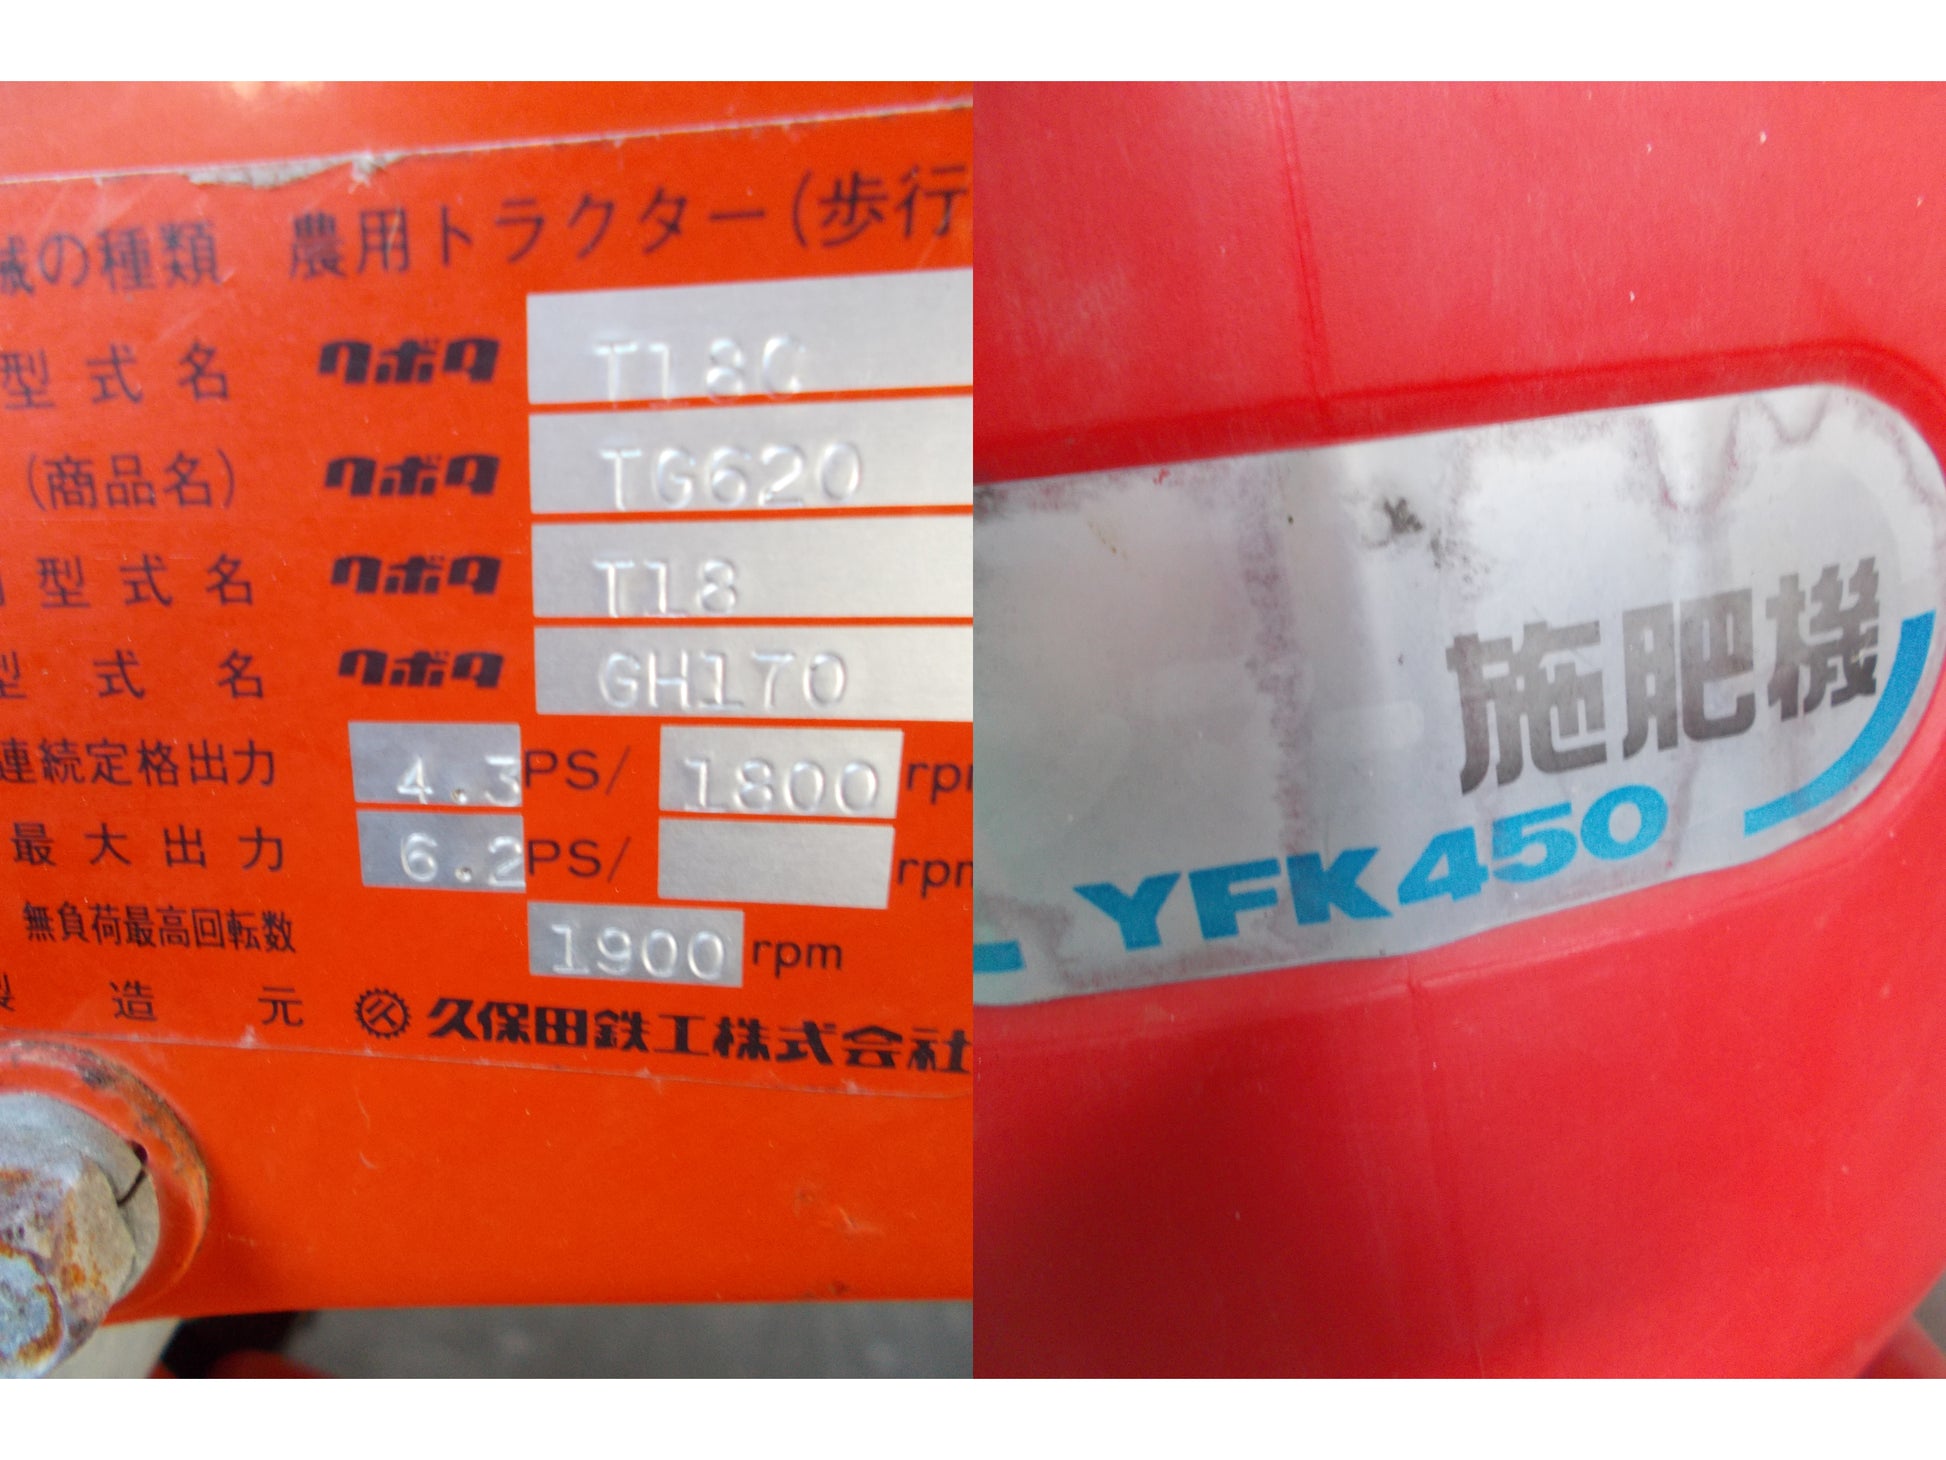 械の種類 農用トラクター(歩行
型式名 クボタ T180
(商品名) クボタ TG620
型式名 クボタ T18
型式名 クボタ GH170
連続定格出力 4.3PS/ 1800 rpm
最大出力 6.2PS/ rpm
無負荷最高回転数 1900 rpm
製造元 久保田鉄工株式会社
施肥機
YFK450